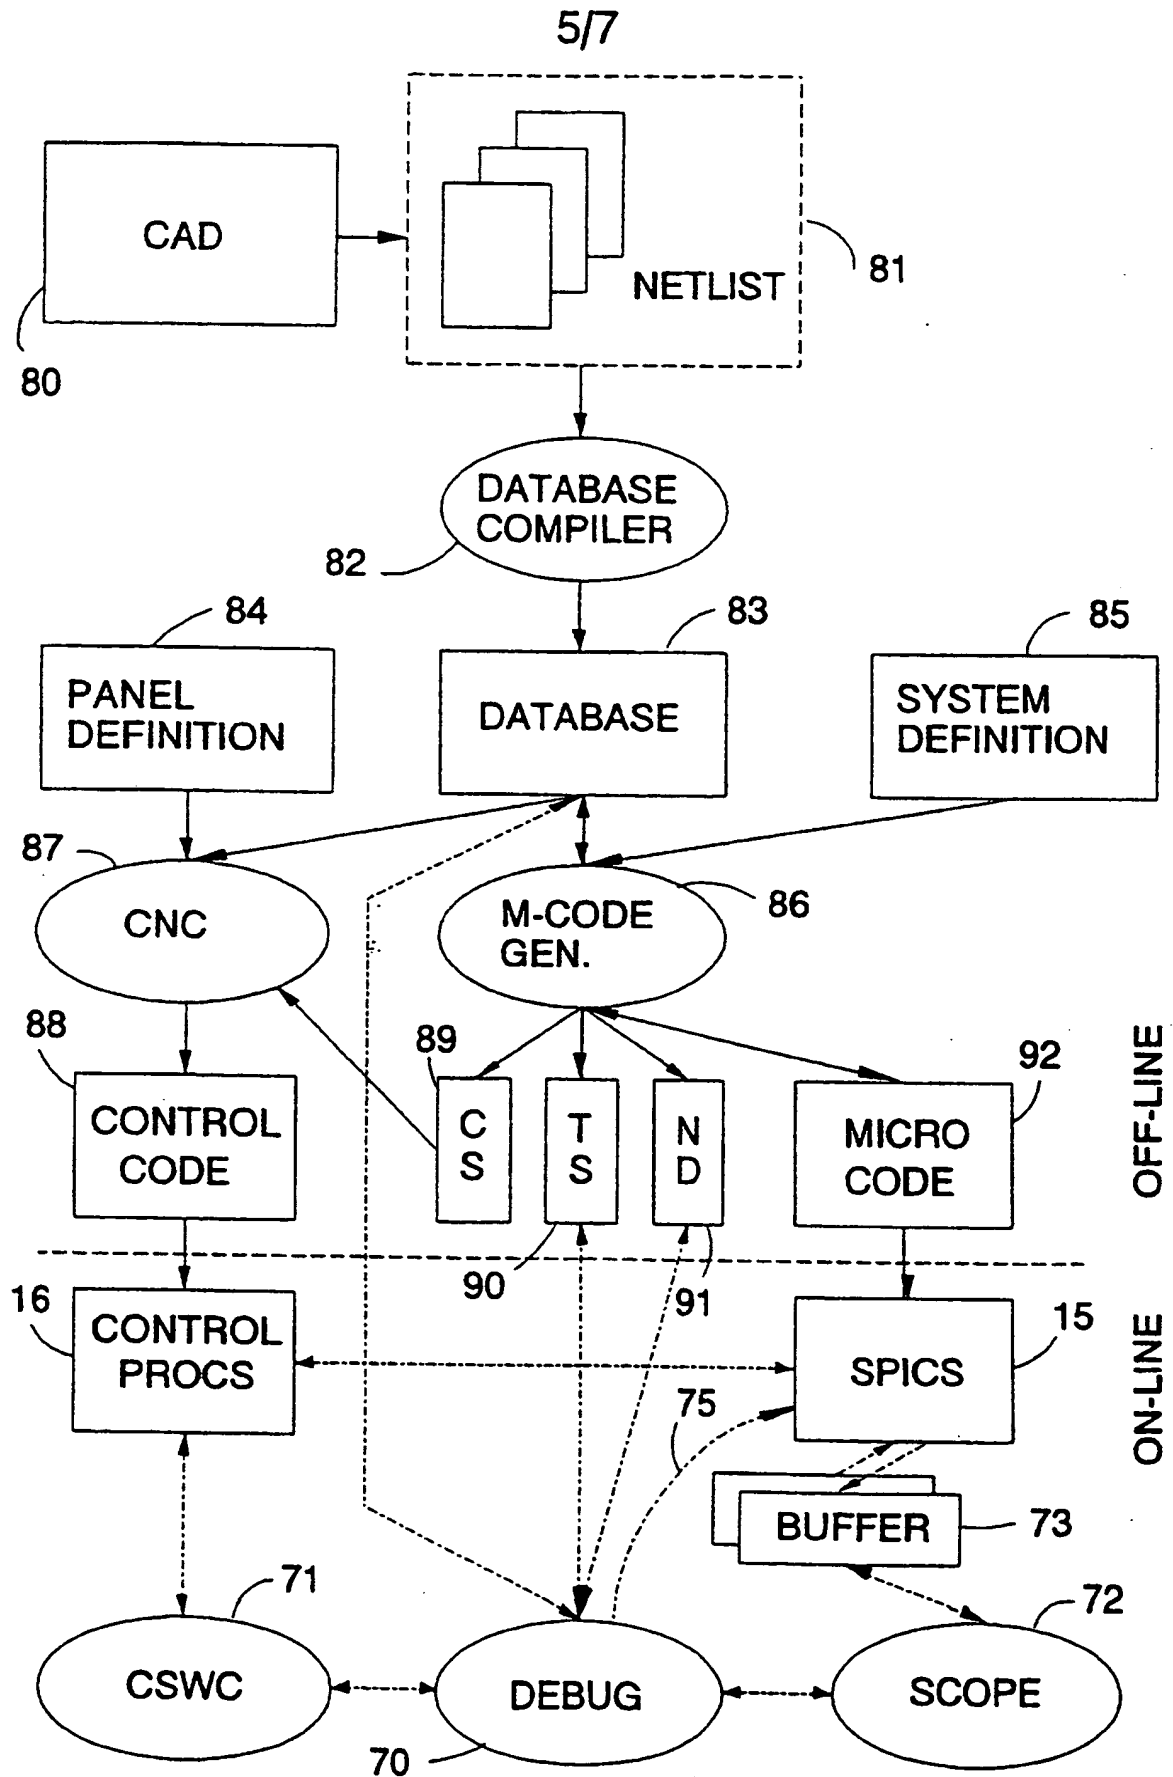 5/7
CAD
NETLIST
81
80
DATABASE
COMPILER
82
84
83
85
PANEL
DEFINITION
DATABASE
SYSTEM
DEFINITION
87
CNC
M-CODE
GEN.
86
88
89
92
CONTROL
CODE
C
S
T
S
N
D
MICRO
CODE
OFF-LINE
90
91
16
15
CONTROL
PROCS
SPICS
ON-LINE
75
BUFFER
73
71
72
CSWC
DEBUG
SCOPE
70